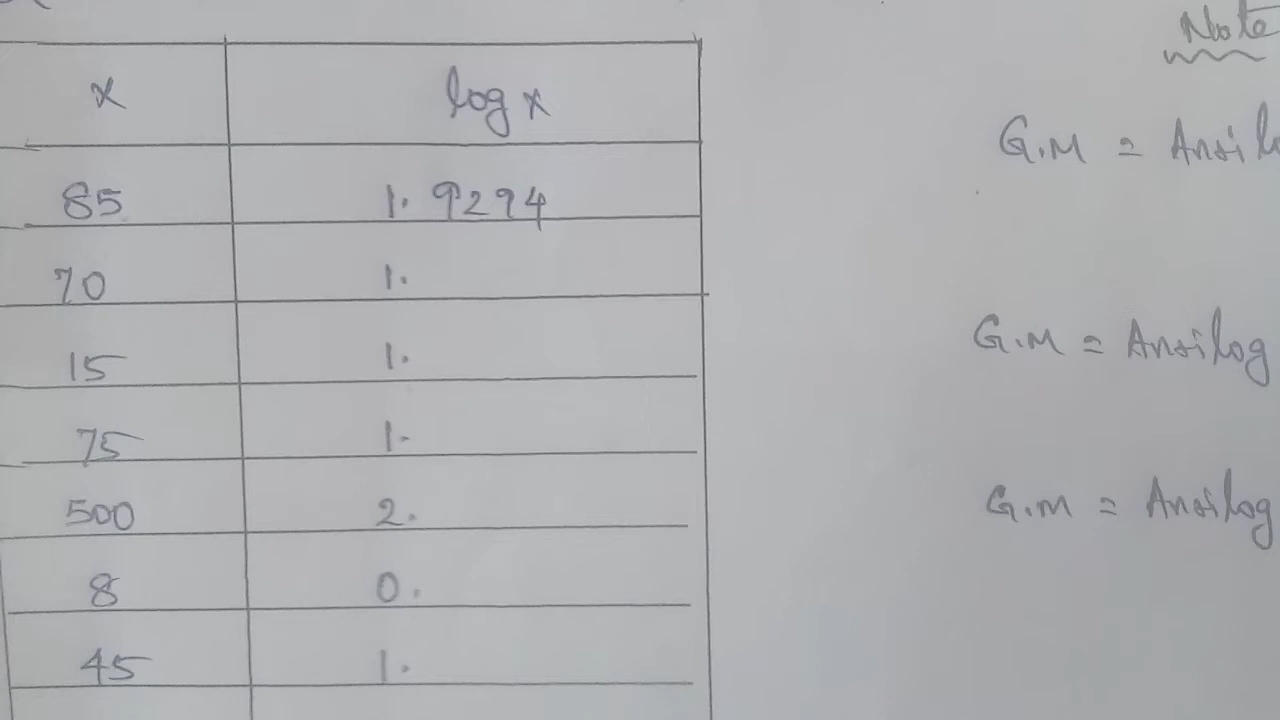 Note
x log x
G.M = Antil
85 1.9294
70 1.
G.M = Antilog
15 1.
75 1.
500 2.
G.M = Antilog
8 0.
45 1.